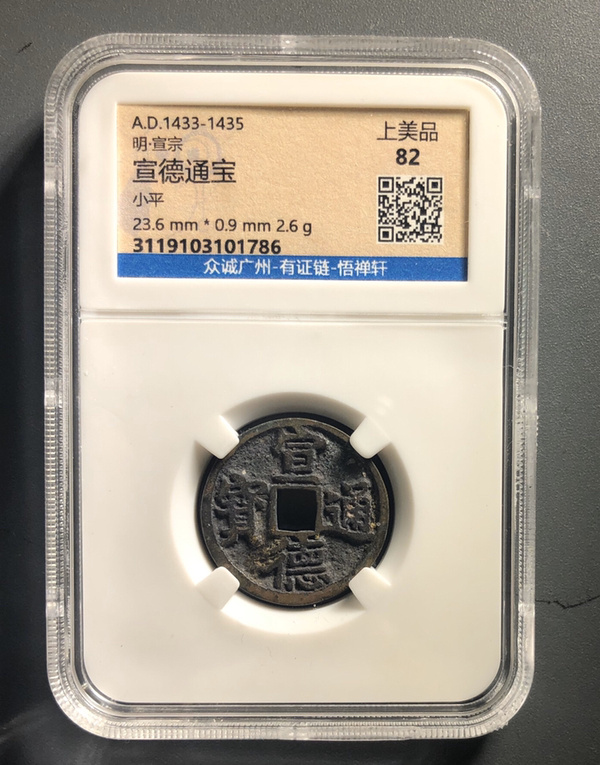 A.D.1433-1435
明·宣宗
宣德通宝
小平
23.6 mm * 0.9 mm 2.6 g
3119103101786
上美品
82
众诚广州-有证链-悟禅轩
宣
德
通
寶